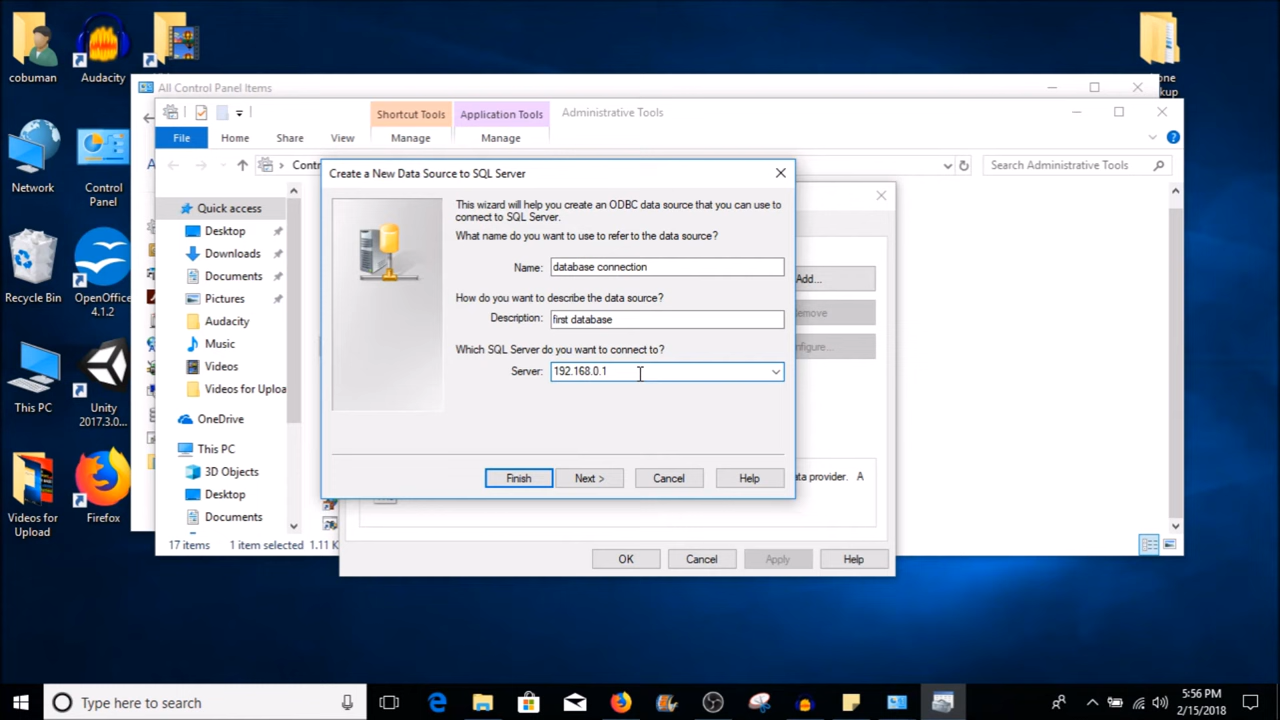 cobuman
Audacity
one
kup
All Control Panel Items
Shortcut Tools
Application Tools
Administrative Tools
File
Home
Share
View
Manage
Manage
Contr
Search Administrative Tools
Network
Control
Panel
Recycle Bin
OpenOffice
4.1.2
This PC
Unity
2017.3.0...
Videos for
Upload
Firefox
Quick access
Desktop
Downloads
Documents
Pictures
Audacity
Music
Videos
Videos for Uploa
OneDrive
This PC
3D Objects
Desktop
Documents
17 items
1 item selected
1.11 K
Create a New Data Source to SQL Server
This wizard will help you create an ODBC data source that you can use to
connect to SQL Server.
What name do you want to use to refer to the data source?
Name:
database connection
How do you want to describe the data source?
Description:
first database
Which SQL Server do you want to connect to?
Server:
192.168.0.1
Finish
Next >
Cancel
Help
Add...
emove
nfigure...
ata provider. A
OK
Cancel
Apply
Help
Type here to search
5:56 PM
2/15/2018